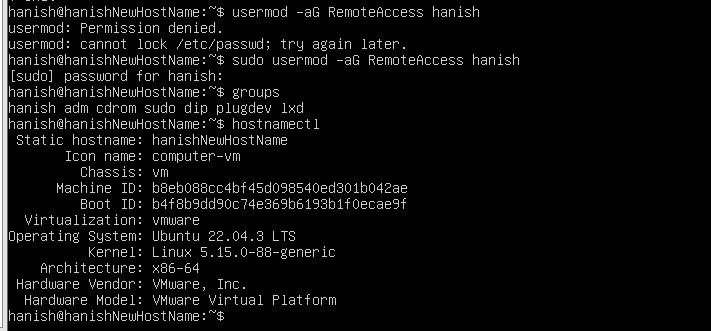 hanish@hanishNewHostName:~$ usermod -aG RemoteAccess hanish
usermod: Permission denied.
usermod: cannot lock /etc/passwd; try again later.
hanish@hanishNewHostName:~$ sudo usermod -aG RemoteAccess hanish
[sudo] password for hanish:
hanish@hanishNewHostName:~$ groups
hanish adm cdrom sudo dip plugdev lxd
hanish@hanishNewHostName:~$ hostnamectl
Static hostname: hanishNewHostName
Icon name: computer-vm
Chassis: vm
Machine ID: b8eb088cc4bf45d098540ed301b042ae
Boot ID: b4f8b9dd90c74e369b6193b1f0ecae9f
Virtualization: vmware
Operating System: Ubuntu 22.04.3 LTS
Kernel: Linux 5.15.0-88-generic
Architecture: x86-64
Hardware Vendor: VMware, Inc.
Hardware Model: VMware Virtual Platform
hanish@hanishNewHostName:~$